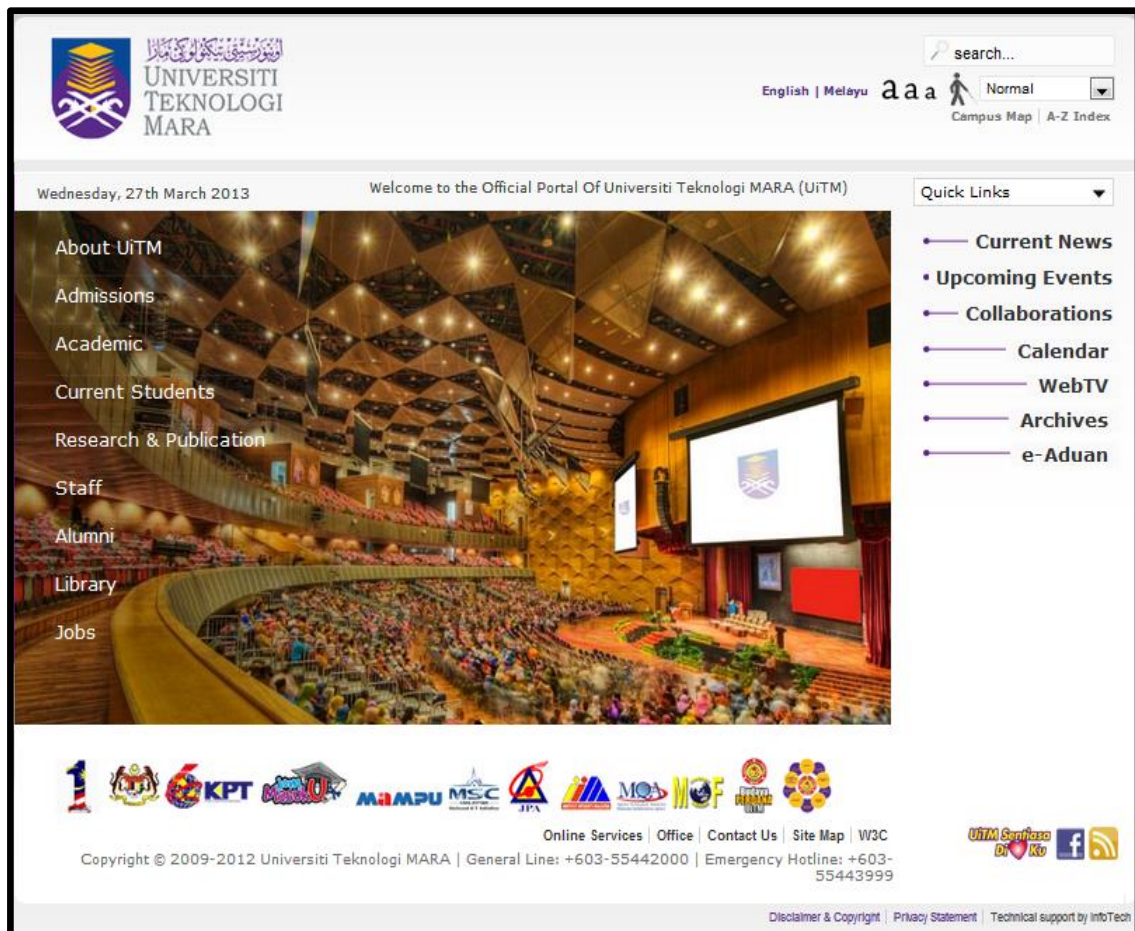 اونيۏرسيتي تيكنولوڬي مارا
UNIVERSITI
TEKNOLOGI
MARA
search...
English | Melayu a a a Normal
Campus Map | A-Z Index
Wednesday, 27th March 2013
Welcome to the Official Portal Of Universiti Teknologi MARA (UiTM)
Quick Links
About UiTM
Admissions
Academic
Current Students
Research & Publication
Staff
Alumni
Library
Jobs
Current News
Upcoming Events
Collaborations
Calendar
WebTV
Archives
e-Aduan
1 KPT MAMPU MSC JPA MQA MOF
Online Services | Office | Contact Us | Site Map | W3C
Copyright © 2009-2012 Universiti Teknologi MARA | General Line: +603-55442000 | Emergency Hotline: +603-
55443999
UiTM Sentiasa
Di Ku
Disclaimer & Copyright | Privacy Statement | Technical support by InfoTech